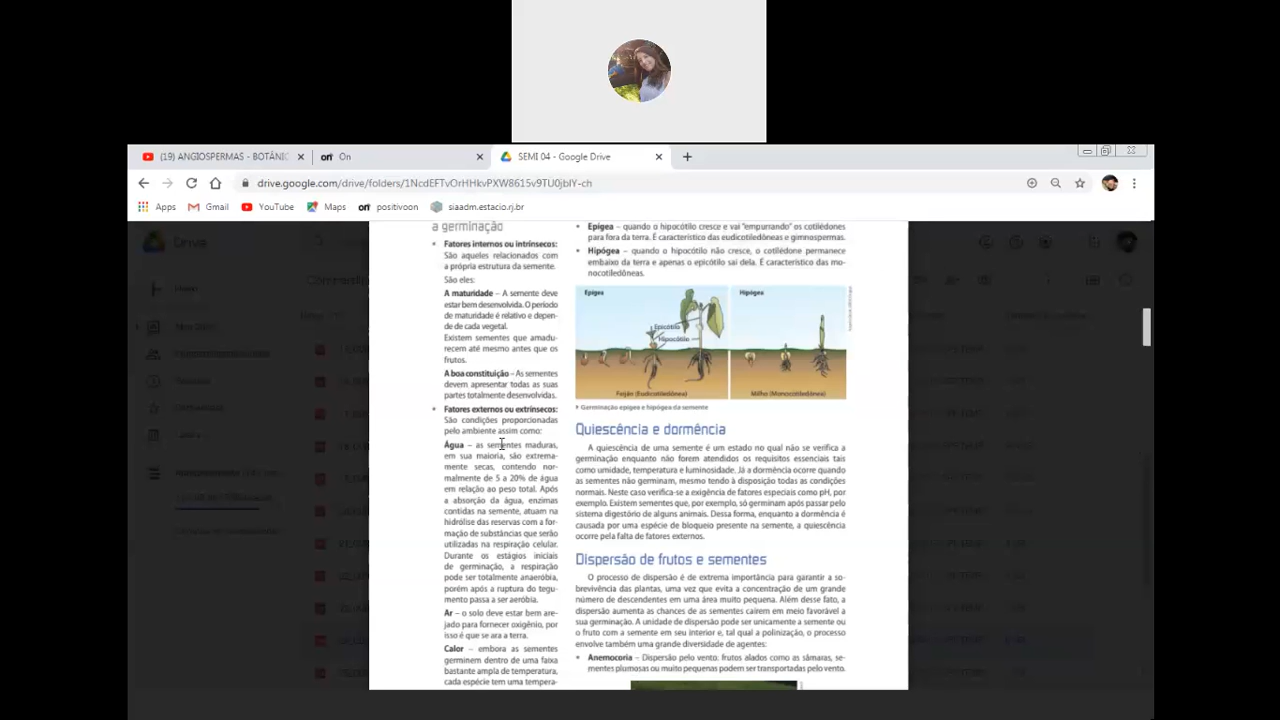 (19) ANGIOSPERMAS - BOTÂNIC
On
SEMI 04 - Google Drive
drive.google.com/drive/folders/1NcdEFTvOrHHkvPXW8615v9TU0jbIY-ch
Apps
Gmail
YouTube
Maps
positivoon
siaadm.estacio.rj.br
Drive
a germinação
• Fatores internos ou intrínsecos:
São aqueles relacionados com
a própria estrutura da semente.
São eles:
A maturidade – A semente deve
estar bem desenvolvida. O período
de maturidade é relativo e depen-
de de cada vegetal.
Existem sementes que amadu-
recem até mesmo antes que os
frutos.
A boa constituição – As sementes
devem apresentar todas as suas
partes totalmente desenvolvidas.
• Fatores externos ou extrínsecos:
São condições proporcionadas
pelo ambiente assim como:
Água – as sementes maduras,
em sua maioria, são extrema-
mente secas, contendo nor-
malmente de 5 a 20% de água
em relação ao peso total. Após
a absorção da água, enzimas
contidas na semente, atuam na
hidrólise das reservas com a for-
mação de substâncias que serão
utilizadas na respiração celular.
Durante os estágios iniciais
de germinação, a respiração
pode ser totalmente anaeróbia,
porém após a ruptura do tegu-
mento passa a ser aeróbia.
Ar – o solo deve estar bem are-
jado para fornecer oxigênio, por
isso é que se ara a terra.
Calor – embora as sementes
germinem dentro de uma faixa
bastante ampla de temperatura,
cada espécie tem uma tempera-
• Epígea – quando o hipocótilo cresce e vai "empurrando" os cotilédones
para fora da terra. É característico das eudicotiledôneas e gimnospermas.
• Hipógea – quando o hipocótilo não cresce, o cotilédone permanece
embaixo da terra e apenas o epicótilo sai dela. É característico das mo-
nocotiledôneas.
Epígea
Epicótilo
Hipocótilo
Feijão (Eudicotiledônea)
Hipógea
Milho (Monocotiledônea)
Germinação epígea e hipógea da semente
Quiescência e dormência
A quiescência de uma semente é um estado no qual não se verifica a
germinação enquanto não forem atendidos os requisitos essenciais tais
como umidade, temperatura e luminosidade. Já a dormência ocorre quando
as sementes não germinam, mesmo tendo à disposição todas as condições
normais. Neste caso verifica-se a exigência de fatores especiais como pH, por
exemplo. Existem sementes que, por exemplo, só germinam após passar pelo
sistema digestório de alguns animais. Dessa forma, enquanto a dormência é
causada por uma espécie de bloqueio presente na semente, a quiescência
ocorre pela falta de fatores externos.
Dispersão de frutos e sementes
O processo de dispersão é de extrema importância para garantir a so-
brevivência das plantas, uma vez que evita a concentração de um grande
número de descendentes em uma área muito pequena. Além desse fato, a
dispersão aumenta as chances de as sementes caírem em meio favorável a
sua germinação. A unidade de dispersão pode ser unicamente a semente ou
o fruto com a semente em seu interior e, tal qual a polinização, o processo
envolve também uma grande diversidade de agentes:
• Anemocoria – Dispersão pelo vento: frutos alados como as sâmaras, se-
mentes plumosas ou muito pequenas podem ser transportadas pelo vento.